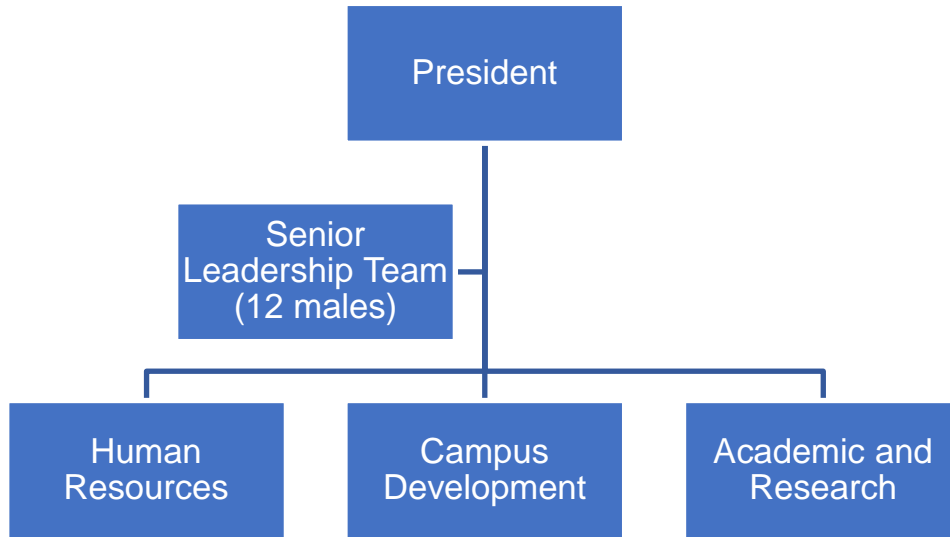 President
Senior
Leadership Team
(12 males)
Human
Resources
Campus
Development
Academic and
Research